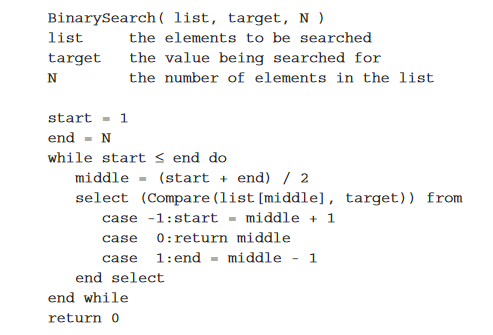 BinarySearch( list, target, N )
list     the elements to be searched
target   the value being searched for
N        the number of elements in the list

start = 1
end = N
while start ≤ end do
   middle = (start + end) / 2
   select (Compare(list[middle], target)) from
      case -1:start = middle + 1
      case  0:return middle
      case  1:end = middle - 1
   end select
end while
return 0